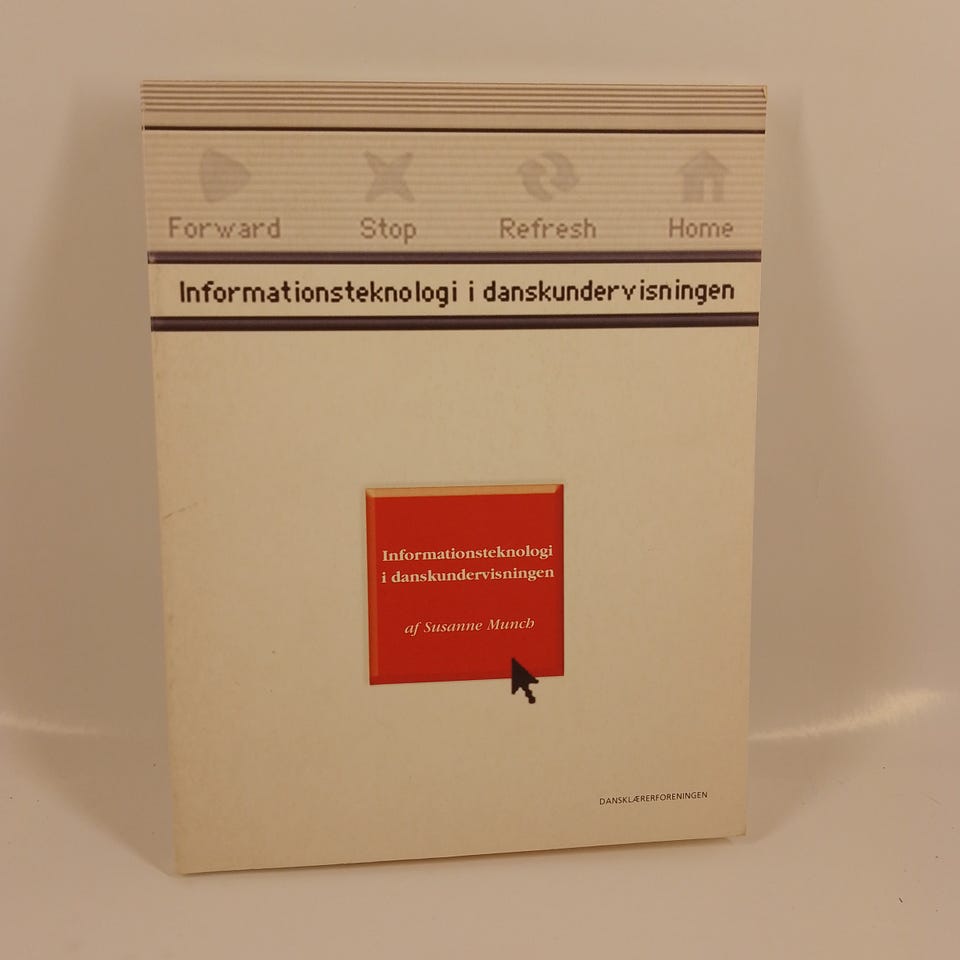 Forward Stop Refresh Home
Informationsteknologi i danskundervisningen
Informationsteknologi
i danskundervisningen
af Susanne Munch
DANSKLÆRERFORENINGEN